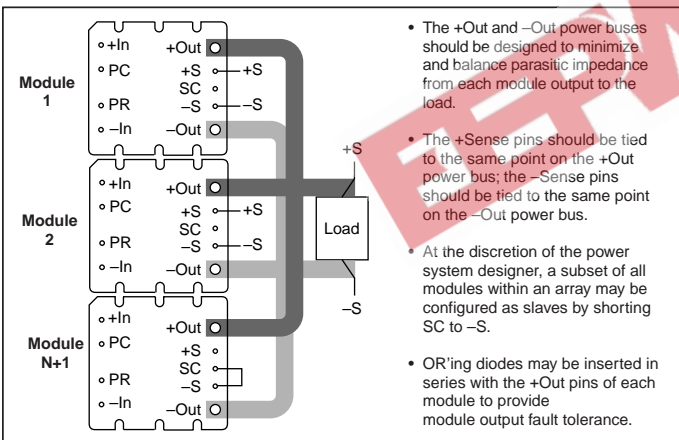 Module
1
+In
PC
PR
–In
+Out
+S
SC
–S
–Out
+S
–S
Module
2
+In
PC
PR
–In
+Out
+S
SC
–S
–Out
+S
–S
Module
N+1
+In
PC
PR
–In
+Out
+S
SC
–S
–Out
+S
Load
–S
• The +Out and –Out power buses
should be designed to minimize
and balance parasitic impedance
from each module output to the
load.
• The +Sense pins should be tied
to the same point on the +Out
power bus; the –Sense pins
should be tied to the same point
on the –Out power bus.
• At the discretion of the power
system designer, a subset of all
modules within an array may be
configured as slaves by shorting
SC to –S.
• OR'ing diodes may be inserted in
series with the +Out pins of each
module to provide
module output fault tolerance.